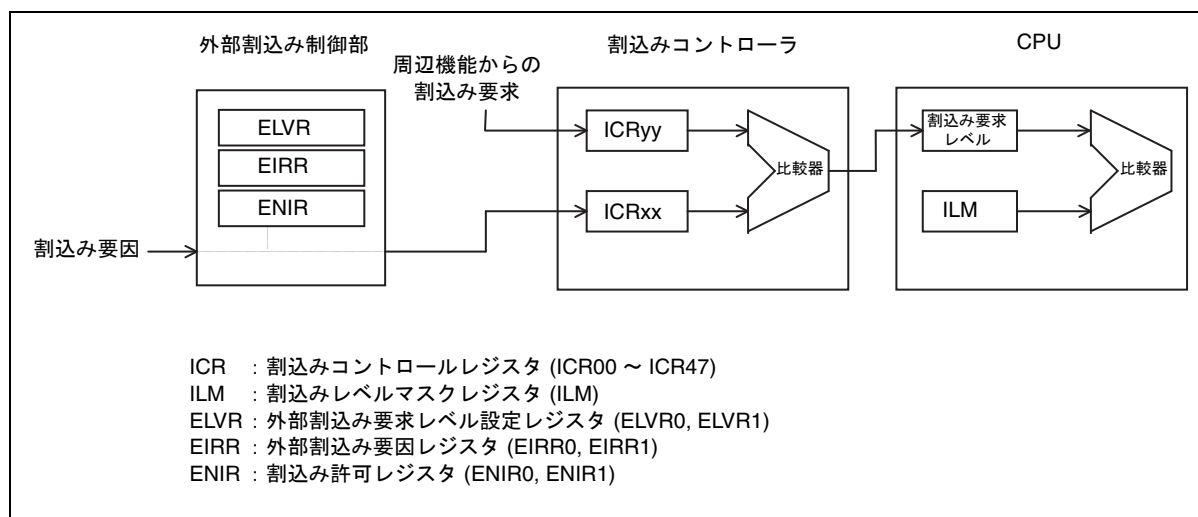 外部割込み制御部
周辺機能からの
割込み要求
割込みコントローラ
CPU
ELVR
EIRR
ENIR
割込み要因
ICRyy
ICRxx
比較器
割込み要求
レベル
ILM
比較器
ICR : 割込みコントロールレジスタ (ICR00 ～ ICR47)
ILM : 割込みレベルマスクレジスタ (ILM)
ELVR : 外部割込み要求レベル設定レジスタ (ELVR0, ELVR1)
EIRR : 外部割込み要因レジスタ (EIRR0, EIRR1)
ENIR : 割込み許可レジスタ (ENIR0, ENIR1)